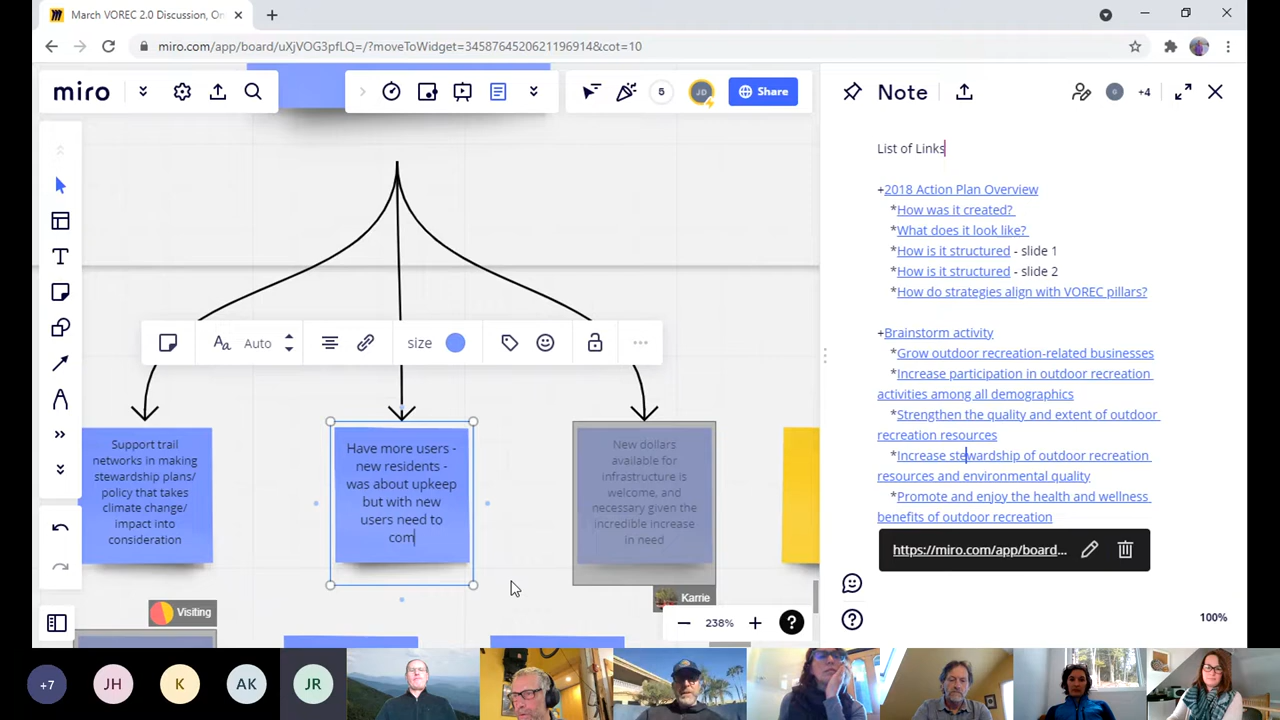 March VOREC 2.0 Discussion, On
miro.com/app/board/uXjVOG3pfLQ=/?moveToWidget=3458764520621196914&cot=10
miro
5
JD
Share
Note
G
+4
List of Links
+2018 Action Plan Overview
*How was it created?
*What does it look like?
*How is it structured - slide 1
*How is it structured - slide 2
*How do strategies align with VOREC pillars?
+Brainstorm activity
*Grow outdoor recreation-related businesses
*Increase participation in outdoor recreation
activities among all demographics
*Strengthen the quality and extent of outdoor
recreation resources
*Increase stewardship of outdoor recreation
resources and environmental quality
*Promote and enjoy the health and wellness
benefits of outdoor recreation
https://miro.com/app/board...
100%
Aa Auto
size
Support trail
networks in making
stewardship plans/
policy that takes
climate change/
impact into
consideration
Have more users -
new residents -
was about upkeep
but with new
users need to
com
New dollars
available for
infrastructure is
welcome, and
necessary given the
incredible increase
in need
Visiting
Karrie
238%
+7
JH
K
AK
JR